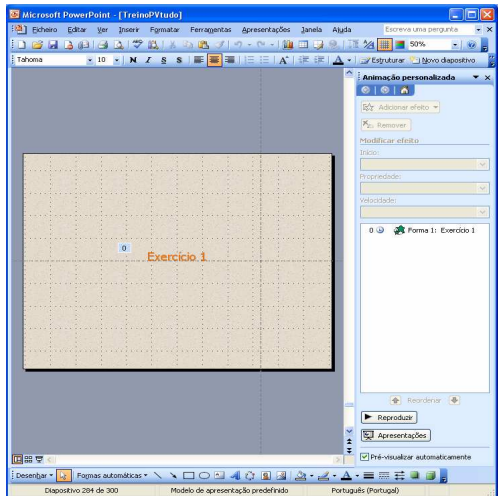 Microsoft PowerPoint - [TreinoPVtudo]
Ficheiro Editar Ver Inserir Formatar Ferramentas Apresentações Janela Ajuda Escreva uma pergunta
50%
Tahoma 10 N I S S Estruturar Novo diapositivo
Animação personalizada
Adicionar efeito
Remover
Modificar efeito
Início:
Propriedade:
Velocidade:
0 Forma 1: Exercício 1
0
Exercício 1
Reordenar
Reproduzir
Apresentações
Pré-visualizar automaticamente
Desenhar Formas automáticas
Diapositivo 284 de 300 Modelo de apresentação predefinido Português (Portugal)